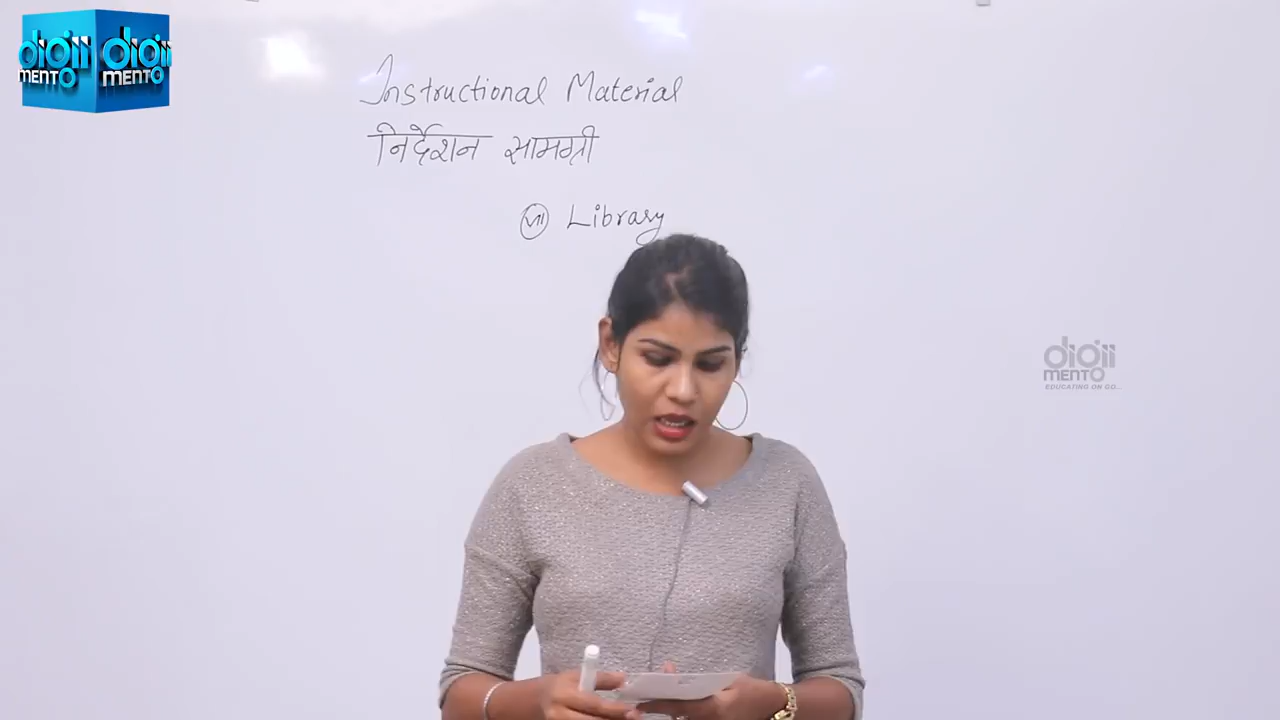 digii digii
MENTO MENTO
Instructional Material
निर्देशन सामग्री
VII Library
digii
MENTO
EDUCATING ON GO...